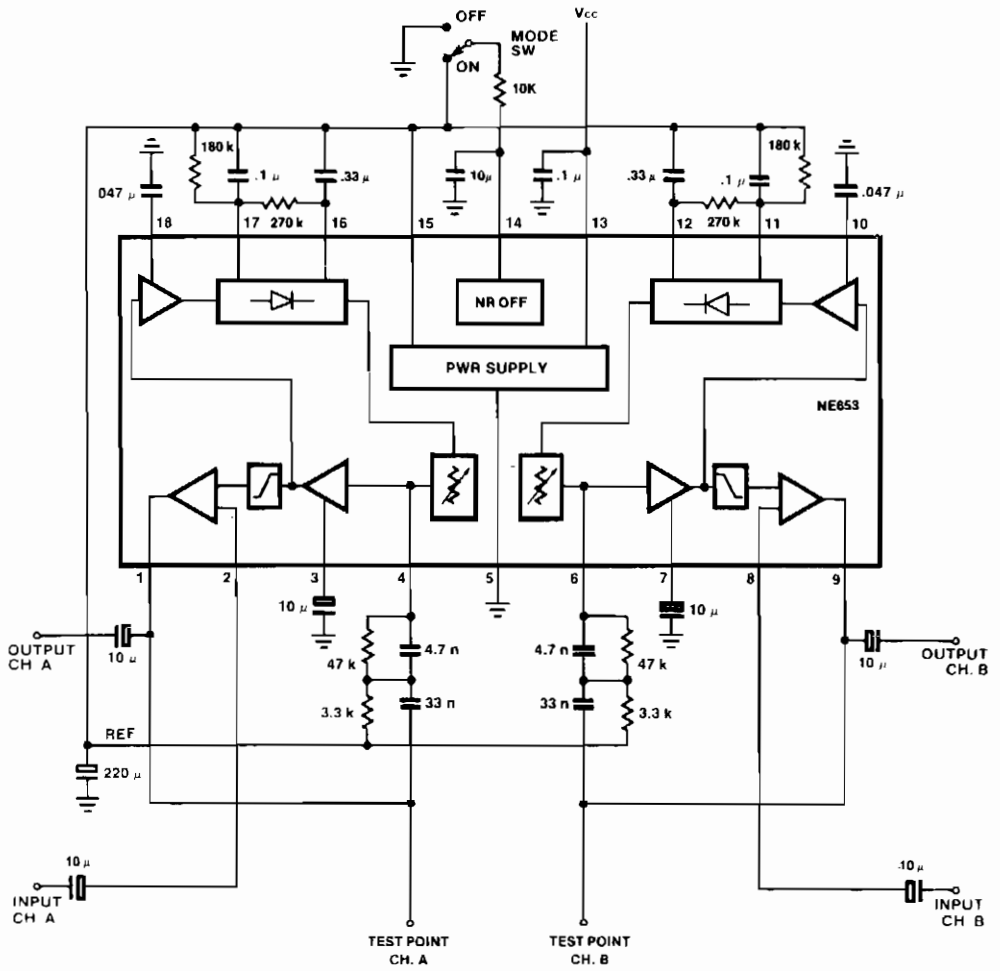 OFF
VCC
MODE
SW
ON
10K
180 k
.1 μ
.33 μ
10μ
.1 μ
.33 μ
.1 μ
180 k
.047 μ
270 k
270 k
.047 μ
18
17
16
15
14
13
12
11
10
NR OFF
PWR SUPPLY
NE653
1
2
3
4
5
6
7
8
9
10 μ
10 μ
OUTPUT
CH A
10 μ
47 k
4.7 n
4.7 n
47 k
10 μ
OUTPUT
CH. B
3.3 k
33 n
33 n
3.3 k
REF
220 μ
10 μ
INPUT
CH A
10 μ
INPUT
CH B
TEST POINT
CH. A
TEST POINT
CH. B